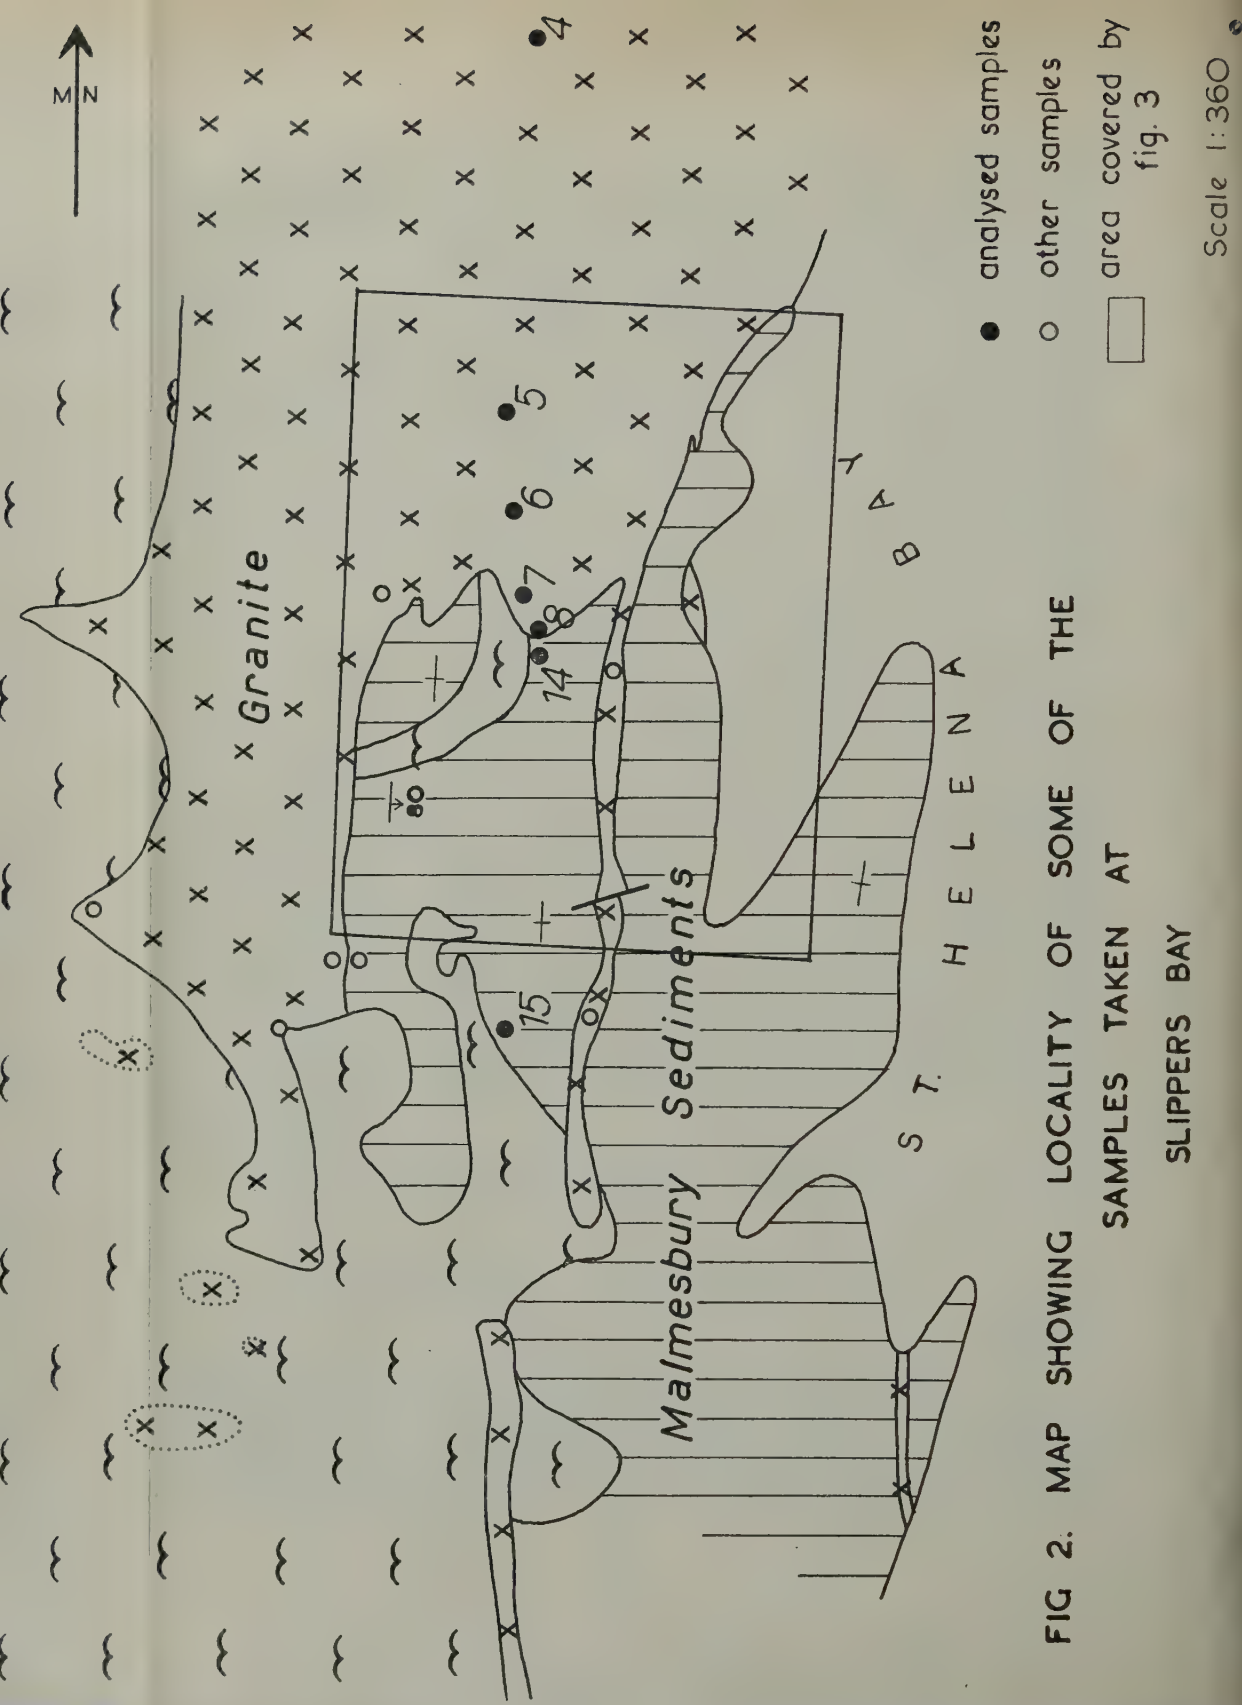 M N
Granite
4
5
6
7
8
14
80
15
Malmesbury Sediments
ST. HELENA BAY
analysed samples
other samples
area covered by
fig. 3
Scale 1:360
FIG 2. MAP SHOWING LOCALITY OF SOME OF THE
SAMPLES TAKEN AT
SLIPPERS BAY